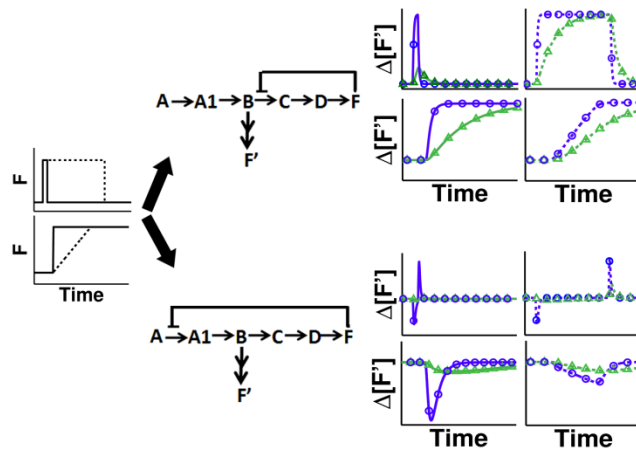 Δ[F']
A→A1→B→C→D→F
F'
Δ[F']
Time
Time
F
F
Time
Δ[F']
A→A1→B→C→D→F
F'
Δ[F']
Time
Time